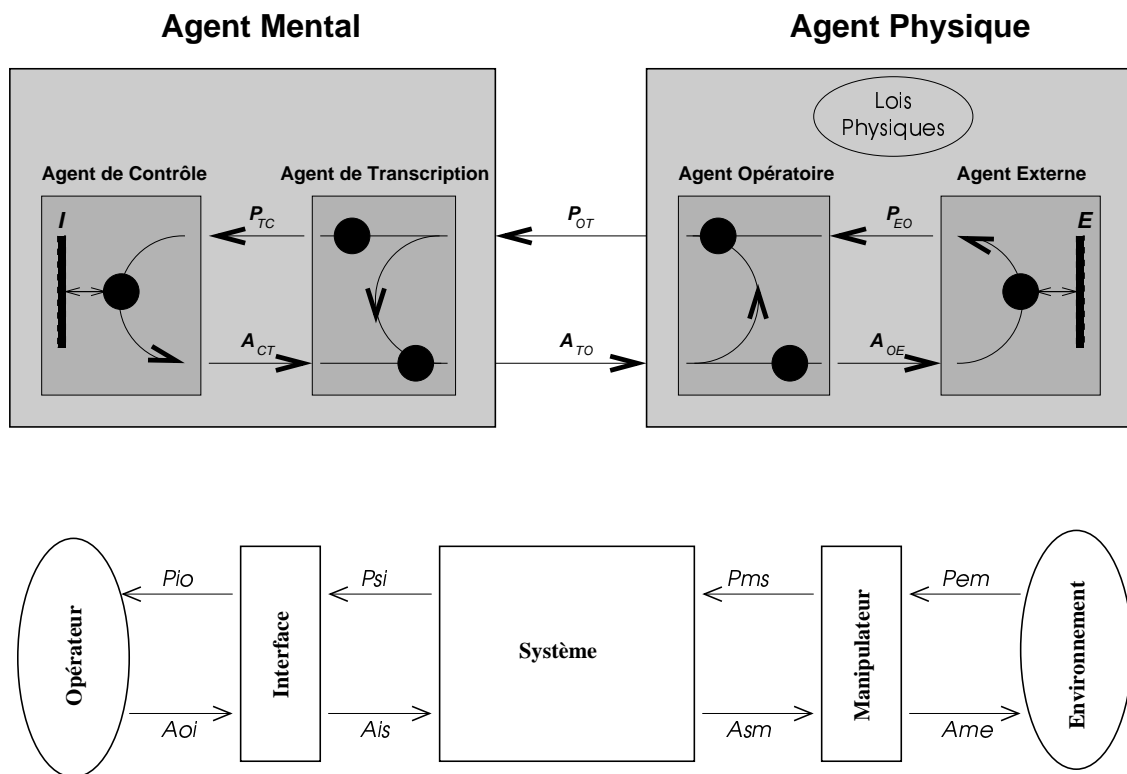 Agent Mental
Agent Physique
Lois
Physiques
Agent de Contrôle
Agent de Transcription
Agent Opératoire
Agent Externe
I
P_TC
P_OT
P_EO
E
A_CT
A_TO
A_OE
Opérateur
Pio
Interface
Psi
Système
Pms
Manipulateur
Pem
Environnement
Aoi
Ais
Asm
Ame